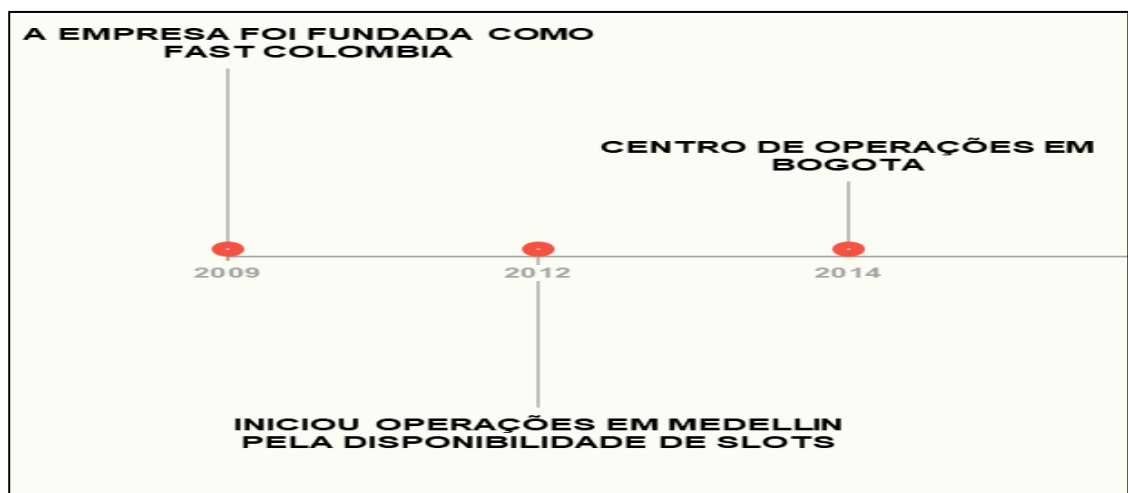 A EMPRESA FOI FUNDADA COMO
FAST COLOMBIA
CENTRO DE OPERAÇÕES EM
BOGOTA
2009
2012
2014
INICIOU OPERAÇÕES EM MEDELLIN
PELA DISPONIBILIDADE DE SLOTS